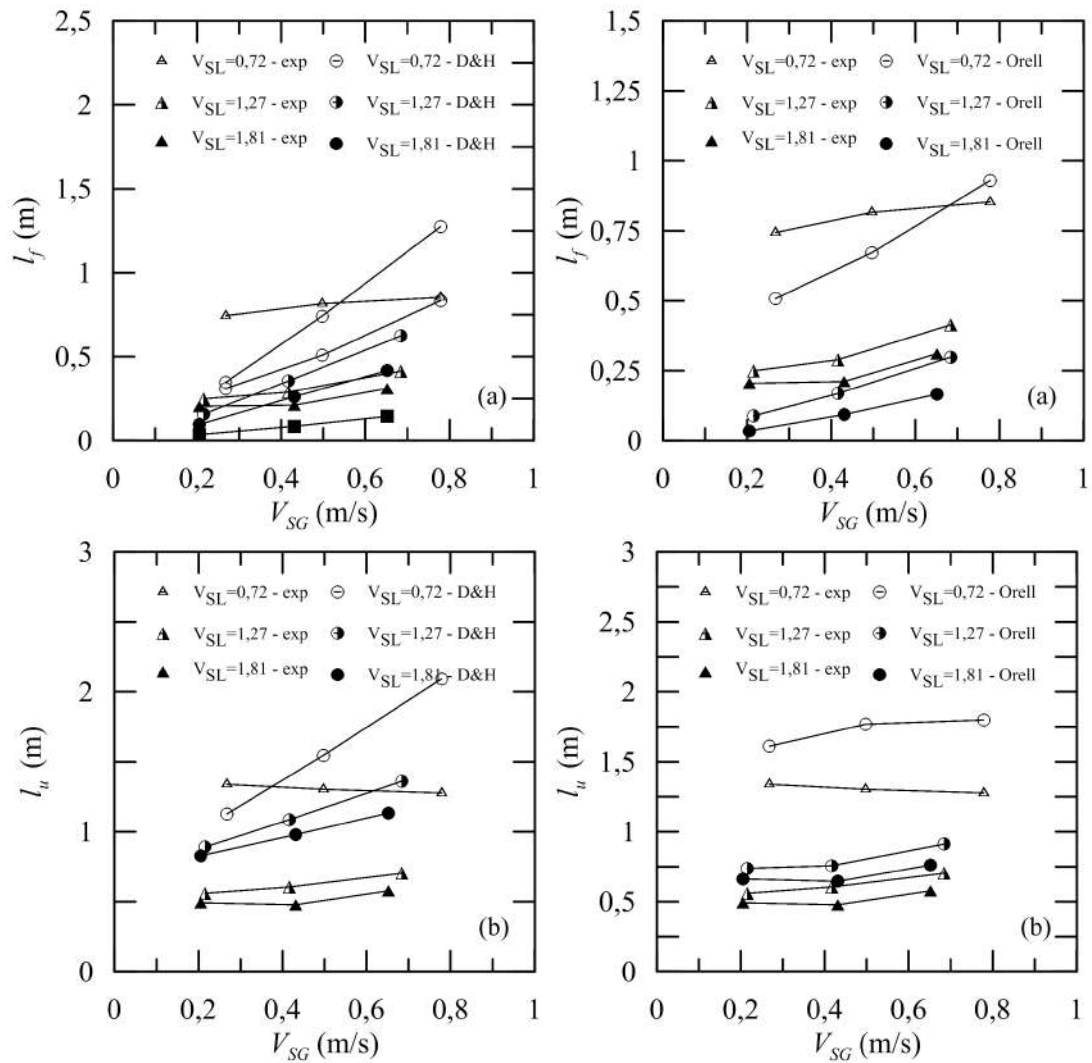 2,5
V_SL=0,72 - exp V_SL=0,72 - D&H
V_SL=1,27 - exp V_SL=1,27 - D&H
2
V_SL=1,81 - exp V_SL=1,81 - D&H
1,5
l_f (m)
1
0,5
(a)
0
0 0,2 0,4 0,6 0,8 1
V_SG (m/s)
1,5
V_SL=0,72 - exp V_SL=0,72 - Orell
1,25
V_SL=1,27 - exp V_SL=1,27 - Orell
V_SL=1,81 - exp V_SL=1,81 - Orell
1
l_f (m)
0,75
0,5
0,25
(a)
0
0 0,2 0,4 0,6 0,8 1
V_SG (m/s)
3
V_SL=0,72 - exp V_SL=0,72 - D&H
2,5
V_SL=1,27 - exp V_SL=1,27 - D&H
V_SL=1,81 - exp V_SL=1,81 - D&H
2
l_u (m)
1,5
1
0,5
(b)
0
0 0,2 0,4 0,6 0,8 1
V_SG (m/s)
3
V_SL=0,72 - exp V_SL=0,72 - Orell
2,5
V_SL=1,27 - exp V_SL=1,27 - Orell
V_SL=1,81 - exp V_SL=1,81 - Orell
2
l_u (m)
1,5
1
0,5
(b)
0
0 0,2 0,4 0,6 0,8 1
V_SG (m/s)